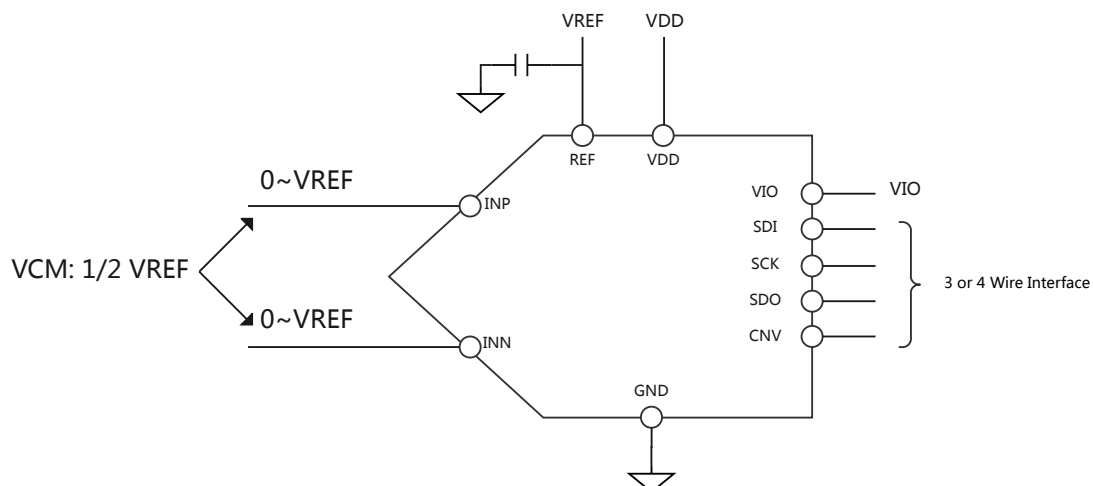 VREF
VDD
REF
VDD
0~VREF
INP
VIO
VIO
SDI
VCM: 1/2 VREF
SCK
3 or 4 Wire Interface
SDO
0~VREF
INN
CNV
GND